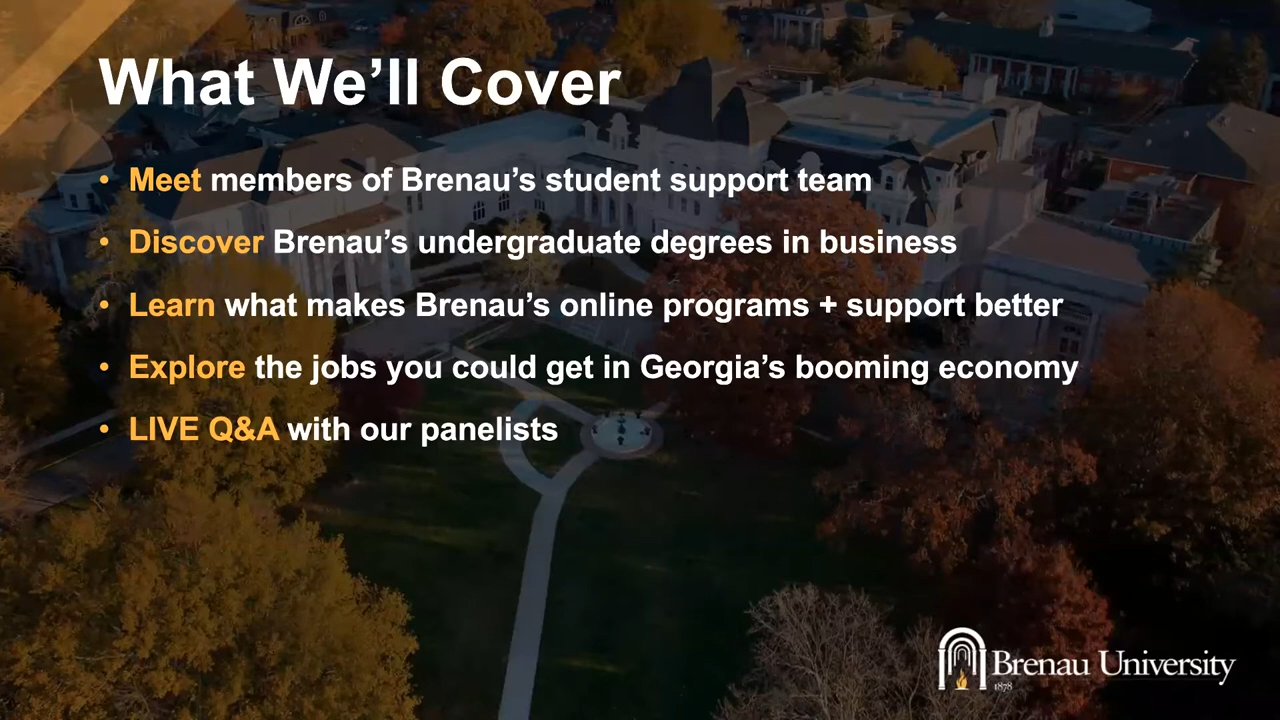 What We’ll Cover
• Meet members of Brenau’s student support team
• Discover Brenau’s undergraduate degrees in business
• Learn what makes Brenau’s online programs + support better
• Explore the jobs you could get in Georgia’s booming economy
• LIVE Q&A with our panelists
Brenau University
1878